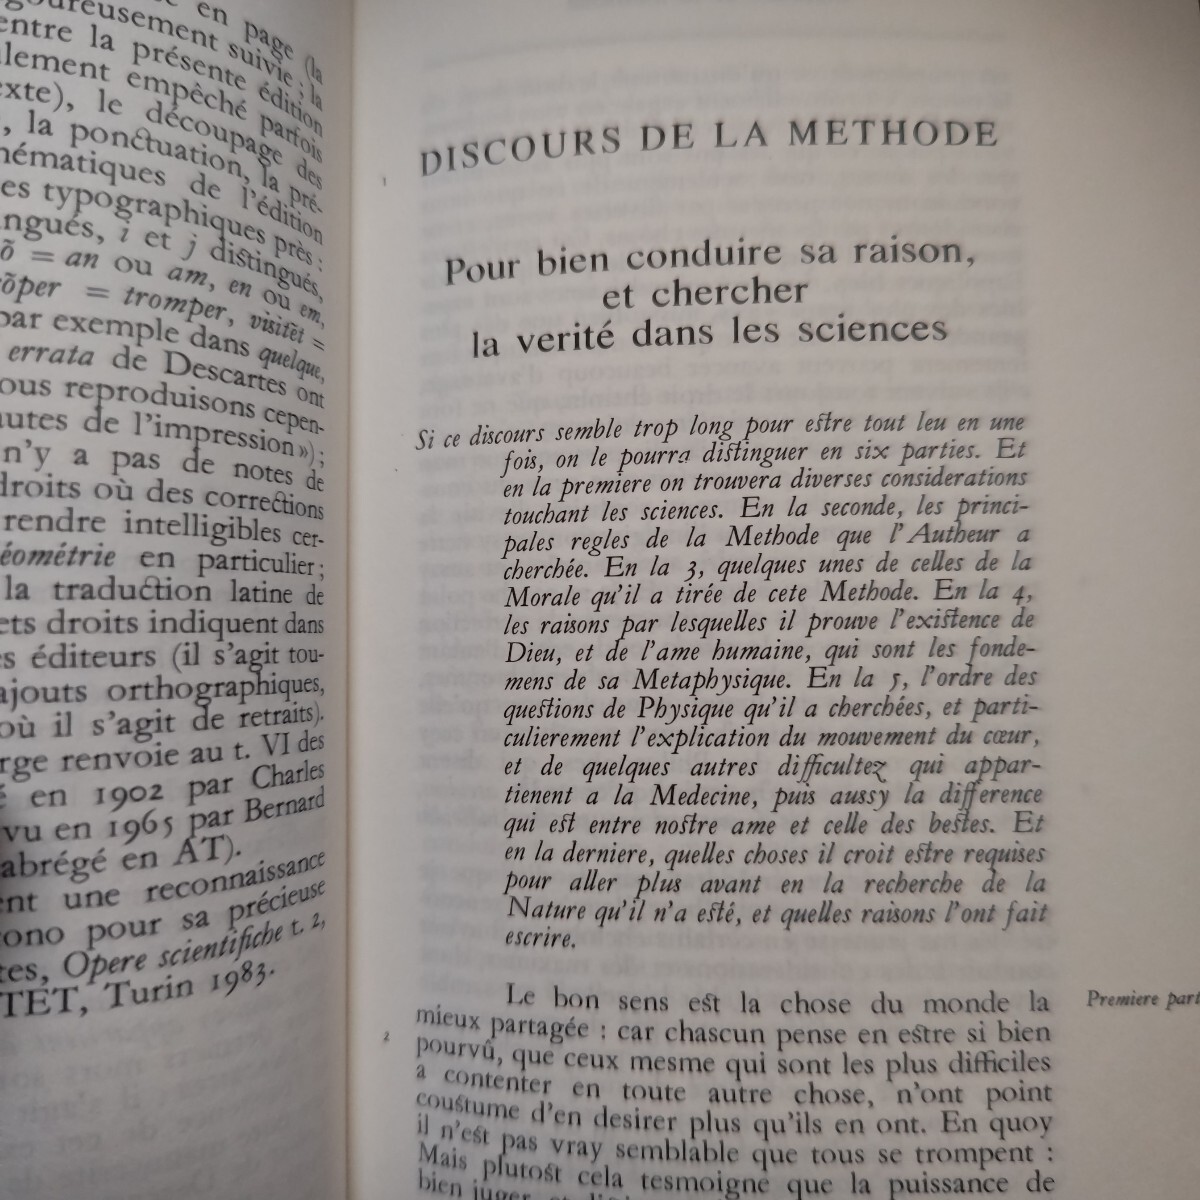 en page (la
goureusement suivie ; la
entre la présente édition
lement empêché parfois
exte), le découpage des
la ponctuation, la pré-
hématiques de l'édition
es typographiques près :
ngués, i et j distingués,
õ = an ou am, en ou em,
õper = tromper, visitēt =
par exemple dans quelque,
errata de Descartes ont
ous reproduisons cepen-
utes de l'impression») ;
n'y a pas de notes de
droits où des corrections
rendre intelligibles cer-
éométrie en particulier ;
la traduction latine de
ets droits indiquent dans
s éditeurs (il s'agit tou-
ajouts orthographiques,
où il s'agit de retraits).
rge renvoie au t. VI des
é en 1902 par Charles
vu en 1965 par Bernard
abrégé en AT).
ent une reconnaissance
ono pour sa précieuse
tes, Opere scientifiche t. 2,
TET, Turin 1983.
1
DISCOURS DE LA METHODE
Pour bien conduire sa raison,
et chercher
la verité dans les sciences
Si ce discours semble trop long pour estre tout leu en une
fois, on le pourra distinguer en six parties. Et
en la premiere on trouvera diverses considerations
touchant les sciences. En la seconde, les princi-
pales regles de la Methode que l'Autheur a
cherchée. En la 3, quelques unes de celles de la
Morale qu'il a tirée de cete Methode. En la 4,
les raisons par lesquelles il prouve l'existence de
Dieu, et de l'ame humaine, qui sont les fonde-
mens de sa Metaphysique. En la 5, l'ordre des
questions de Physique qu'il a cherchées, et parti-
culierement l'explication du mouvement du cœur,
et de quelques autres difficultez qui appar-
tienent a la Medecine, puis aussy la difference
qui est entre nostre ame et celle des bestes. Et
en la derniere, quelles choses il croit estre requises
pour aller plus avant en la recherche de la
Nature qu'il n'a esté, et quelles raisons l'ont fait
escrire.
Le bon sens est la chose du monde la
Premiere part
mieux partagée : car chascun pense en estre si bien
2
pourvû, que ceux mesme qui sont les plus difficiles
a contenter en toute autre chose, n'ont point
coustume d'en desirer plus qu'ils en ont. En quoy
il n'est pas vray semblable que tous se trompent :
Mais plutost cela tesmoigne que la puissance de
bien juger, et